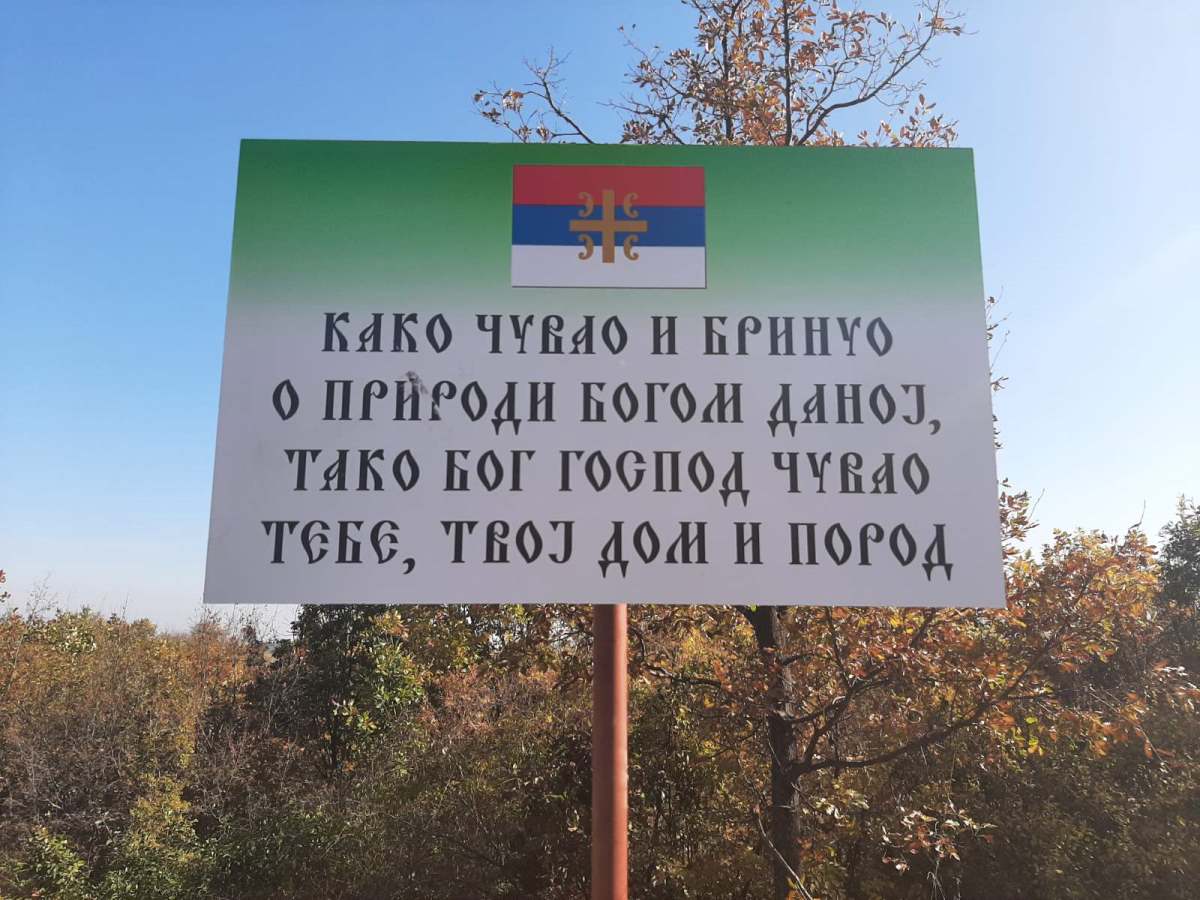 КАКО ЧУВАО И БРИНУО
О ПРИРОДИ БОГОМ ДАНОЈ,
ТАКО БОГ ГОСПОД ЧУВАО
ТЕБЕ, ТВОЈ ДОМ И ПОРОД